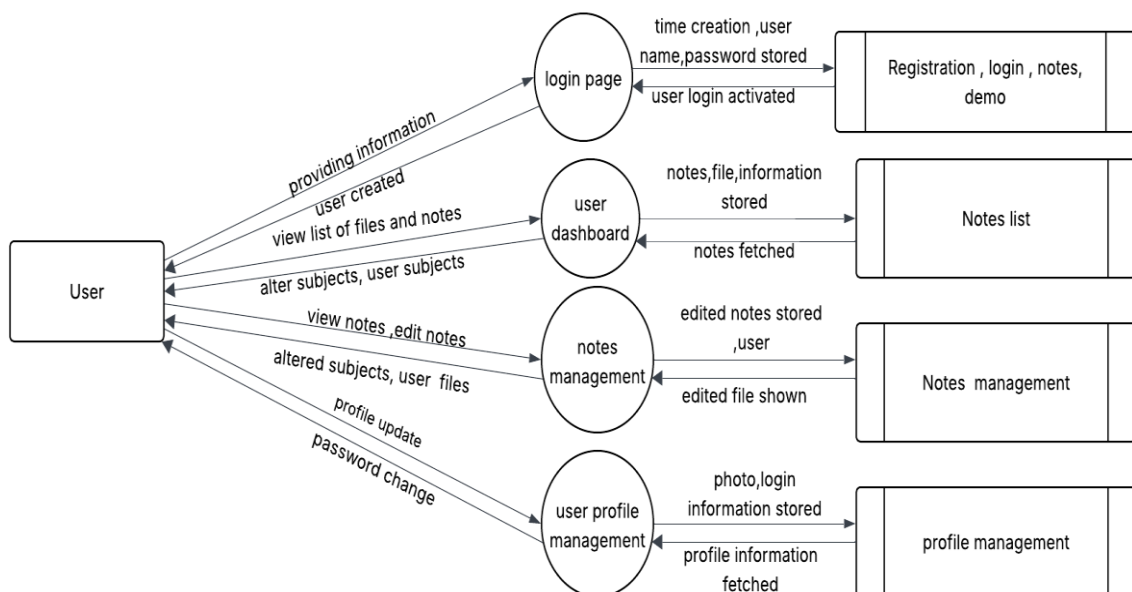 time creation ,user
name,password stored
login page
Registration , login , notes,
demo
user login activated
providing information
user created
notes,file,information
stored
view list of files and notes
user
dashboard
Notes list
notes fetched
alter subjects, user subjects
User
view notes ,edit notes
edited notes stored
,user
notes
management
Notes  management
altered subjects, user  files
edited file shown
profile update
password change
photo,login
information stored
user profile
management
profile management
profile information
fetched